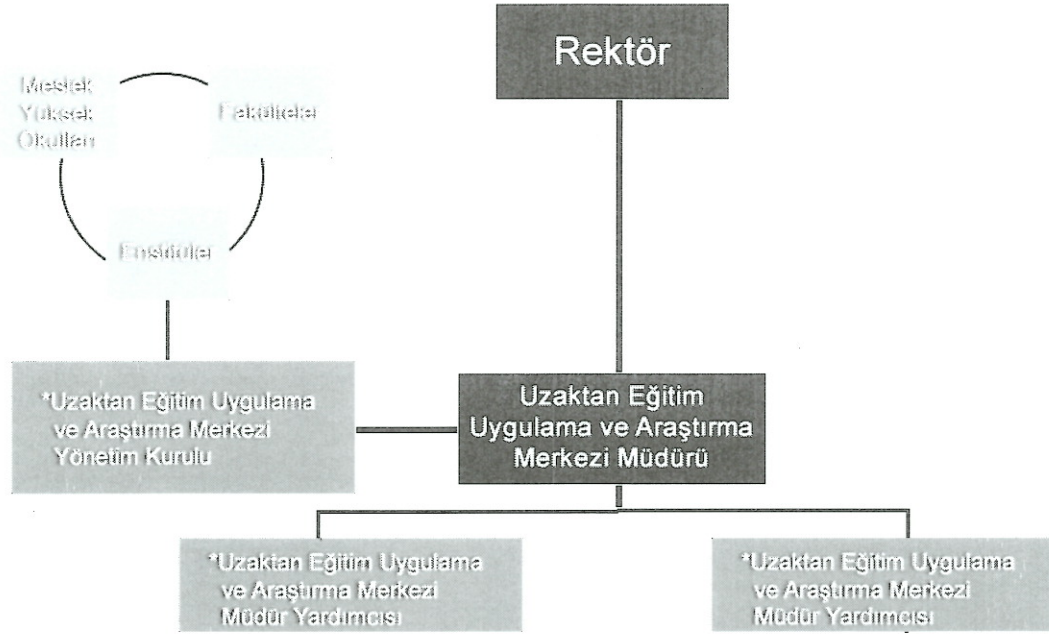 Rektör
Meslek
Yüksek
Okulları
Fakülteler
Enstitüler
*Uzaktan Eğitim Uygulama
ve Araştırma Merkezi
Yönetim Kurulu
Uzaktan Eğitim
Uygulama ve Araştırma
Merkezi Müdürü
*Uzaktan Eğitim Uygulama
ve Araştırma Merkezi
Müdür Yardımcısı
*Uzaktan Eğitim Uygulama
ve Araştırma Merkezi
Müdür Yardımcısı